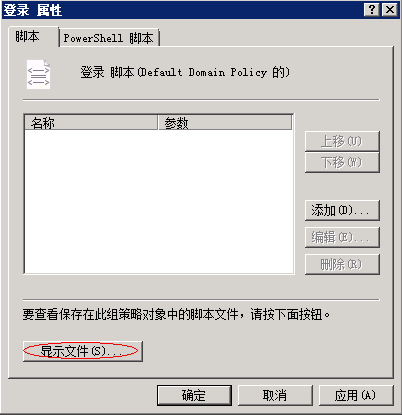 登录 属性
脚本 PowerShell 脚本
登录 脚本(Default Domain Policy 的)
名称 参数
上移(U)
下移(W)
添加(D)...
编辑(E)...
删除(R)
要查看保存在此组策略对象中的脚本文件，请按下面按钮。
显示文件(S)...
确定 取消 应用(A)